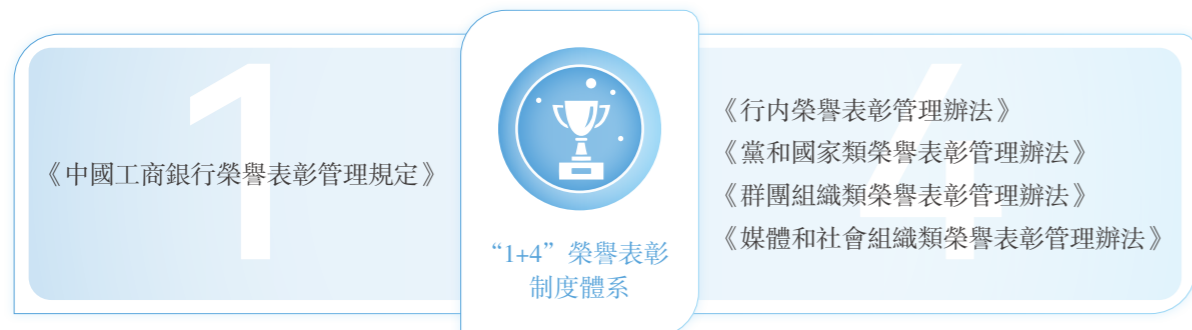 1
《中國工商銀行榮譽表彰管理規定》
“1+4”榮譽表彰
制度體系
4
《行内榮譽表彰管理辦法》
《黨和國家類榮譽表彰管理辦法》
《群團組織類榮譽表彰管理辦法》
《媒體和社會組織類榮譽表彰管理辦法》